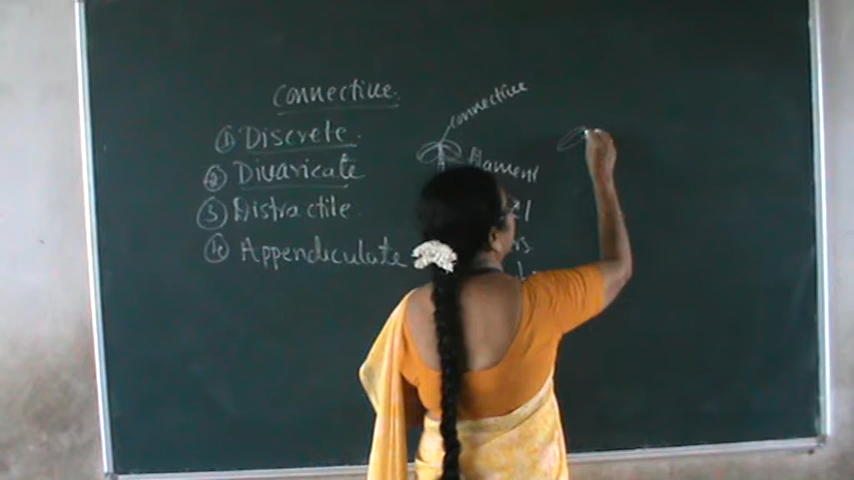 Connective.
① Discrete.
② Divaricate
③ Distractile.
④ Appendiculate
connective
filament